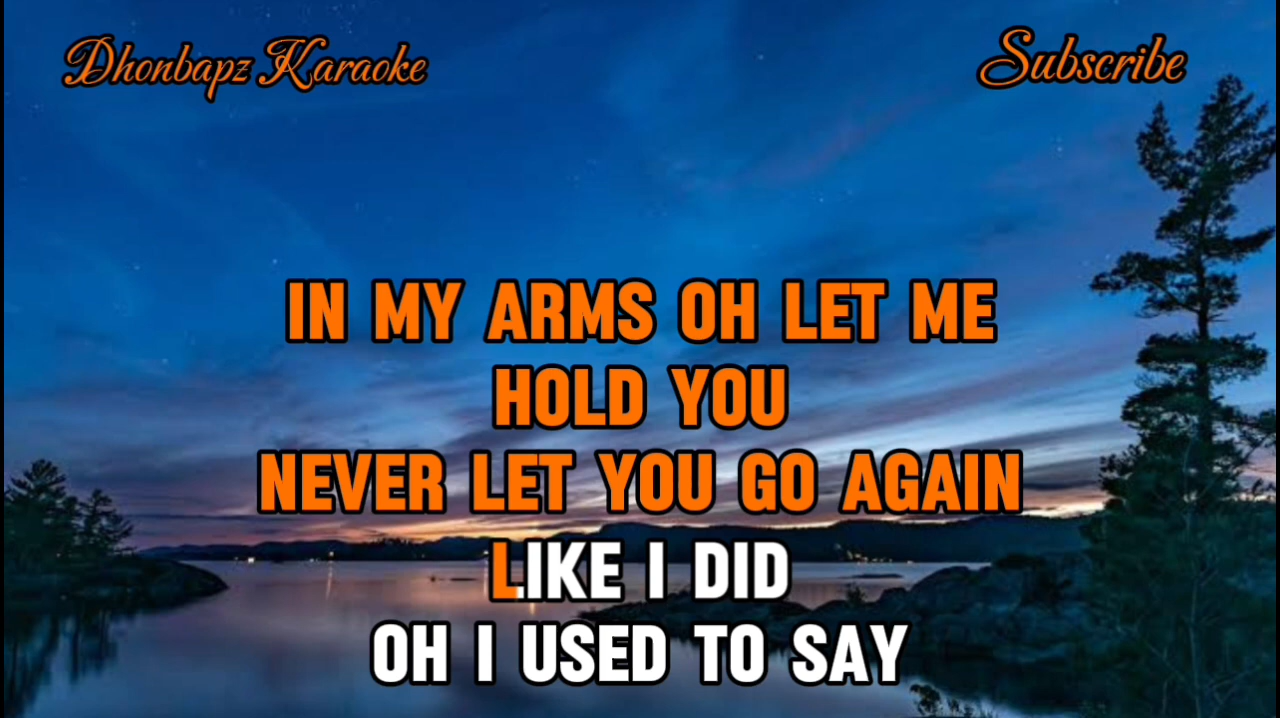 Dhonbapz Karaoke
Subscribe
IN MY ARMS OH LET ME
HOLD YOU
NEVER LET YOU GO AGAIN
LIKE I DID
OH I USED TO SAY